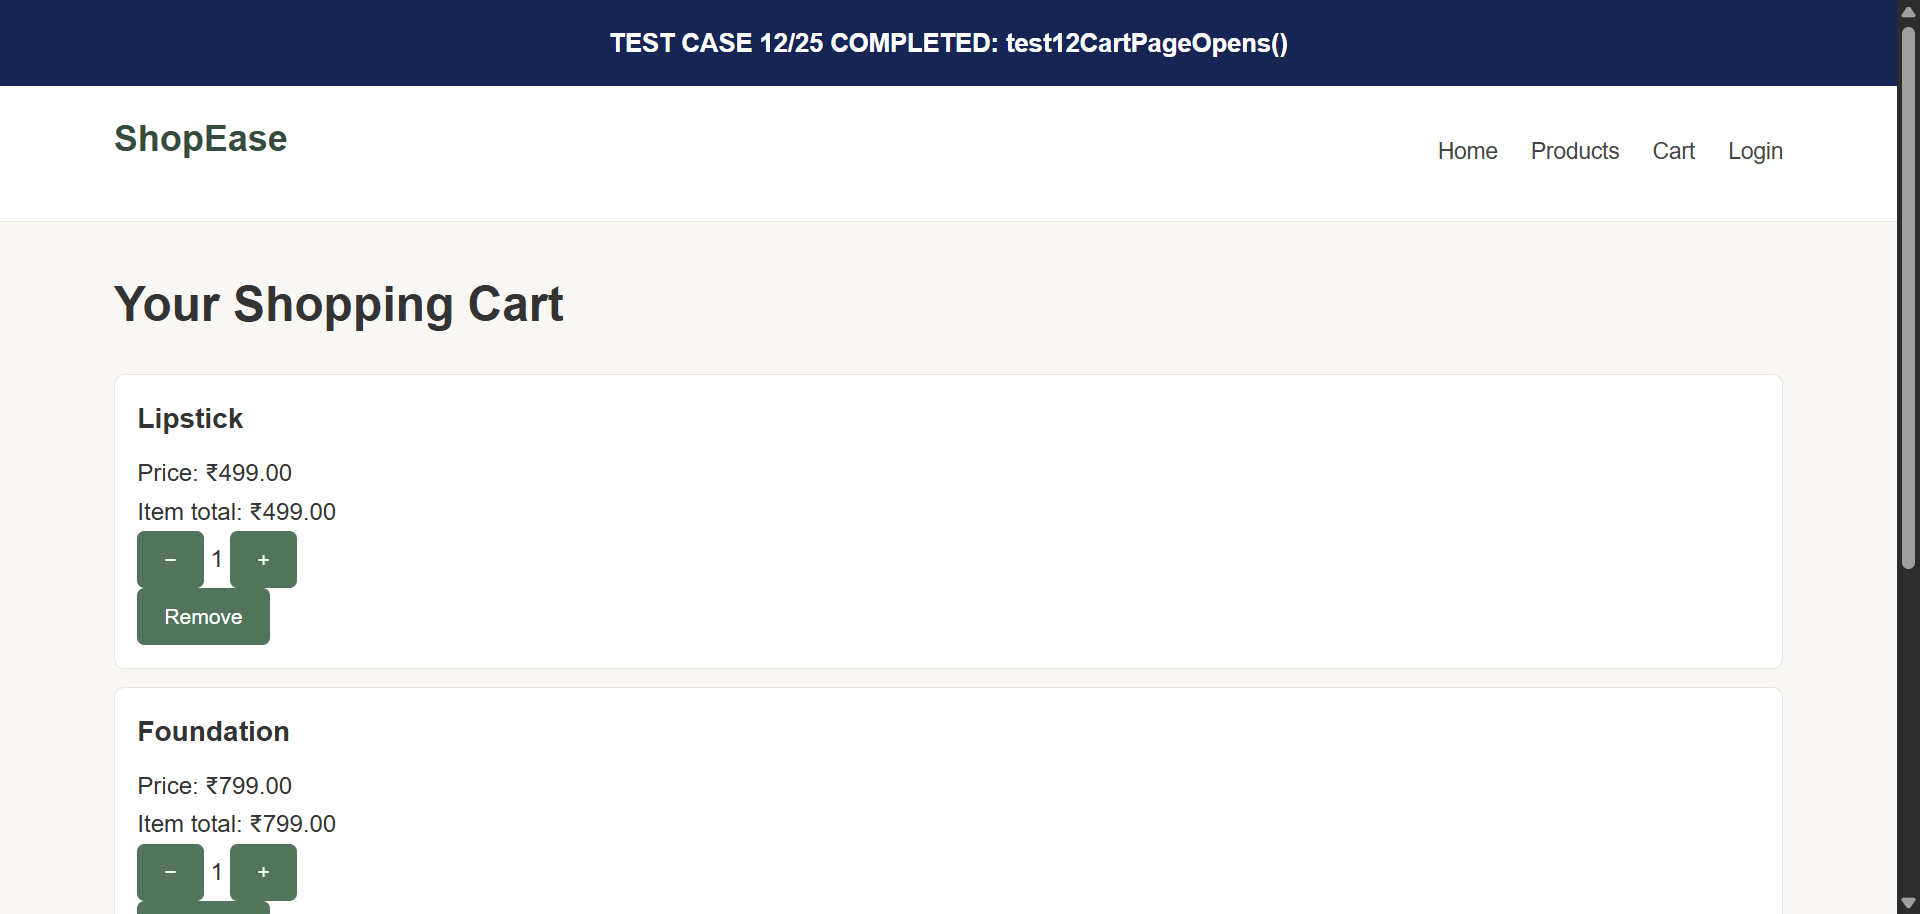 TEST CASE 12/25 COMPLETED: test12CartPageOpens()
ShopEase
Home Products Cart Login
Your Shopping Cart
Lipstick
Price: ₹499.00
Item total: ₹499.00
− 1 +
Remove
Foundation
Price: ₹799.00
Item total: ₹799.00
− 1 +